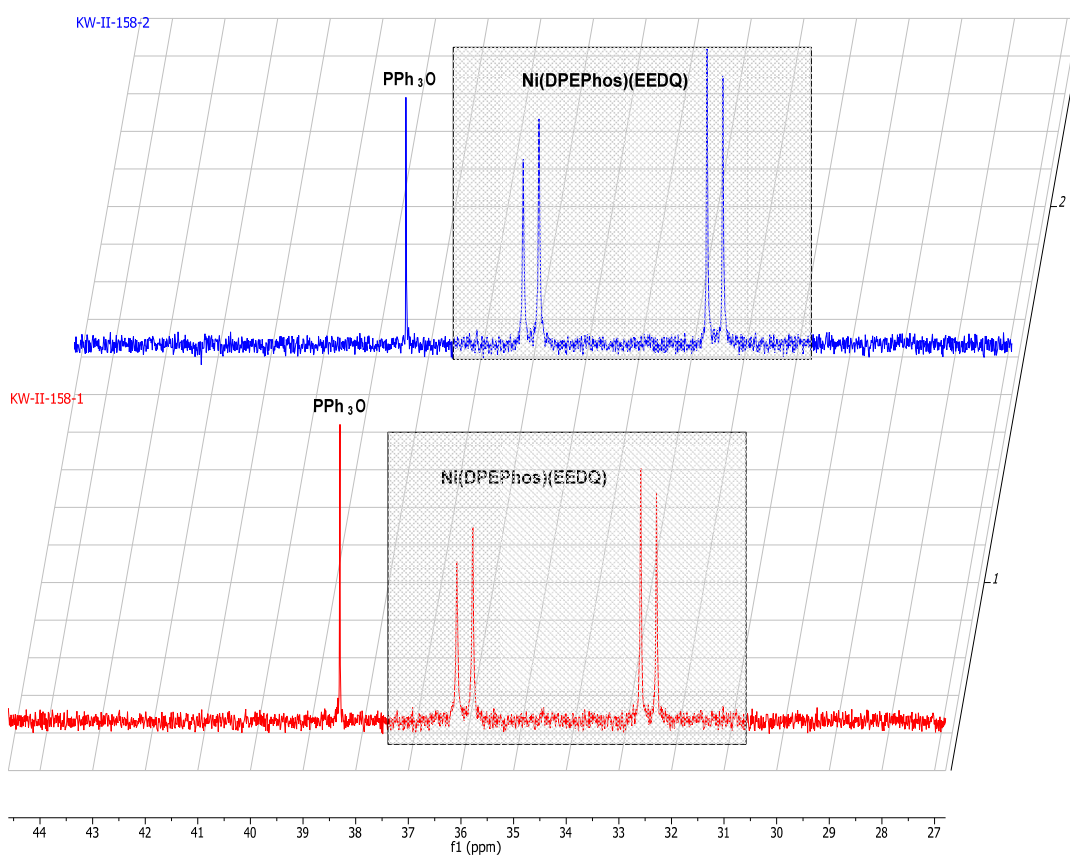 KW-II-158-2
PPh3O
Ni(DPEPhos)(EEDQ)
2
KW-II-158-1
PPh3O
Ni(DPEPhos)(EEDQ)
1
44 43 42 41 40 39 38 37 36 35 34 33 32 31 30 29 28 27
f1 (ppm)